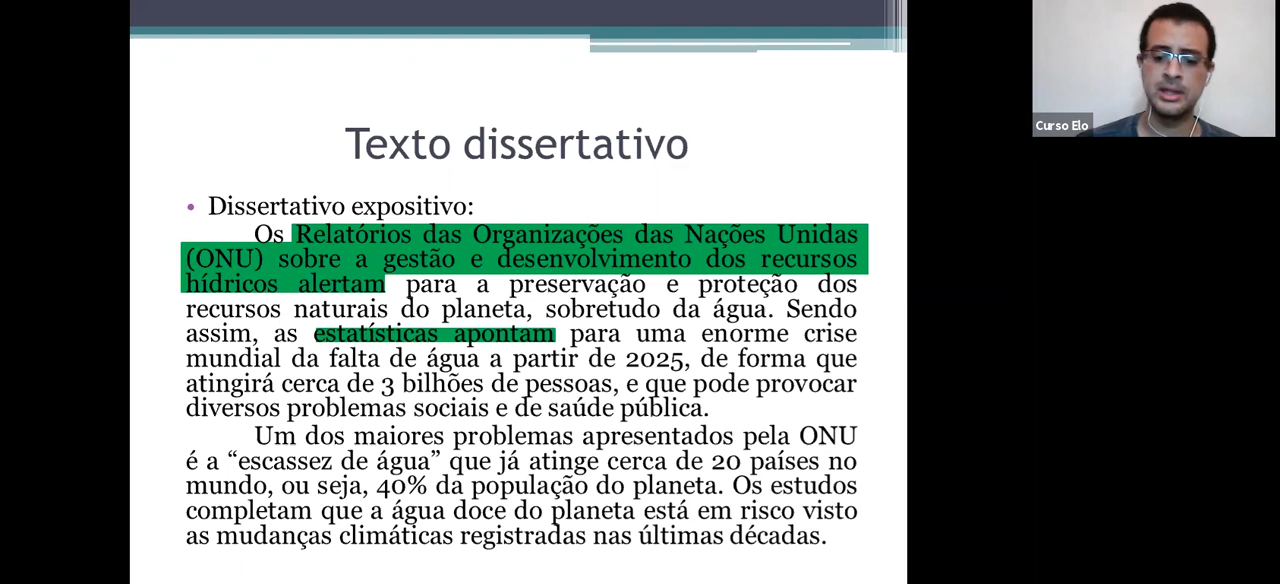 Texto dissertativo
• Dissertativo expositivo:
Os Relatórios das Organizações das Nações Unidas
(ONU) sobre a gestão e desenvolvimento dos recursos
hídricos alertam para a preservação e proteção dos
recursos naturais do planeta, sobretudo da água. Sendo
assim, as estatísticas apontam para uma enorme crise
mundial da falta de água a partir de 2025, de forma que
atingirá cerca de 3 bilhões de pessoas, e que pode provocar
diversos problemas sociais e de saúde pública.
Um dos maiores problemas apresentados pela ONU
é a “escassez de água” que já atinge cerca de 20 países no
mundo, ou seja, 40% da população do planeta. Os estudos
completam que a água doce do planeta está em risco visto
as mudanças climáticas registradas nas últimas décadas.
Curso Elo